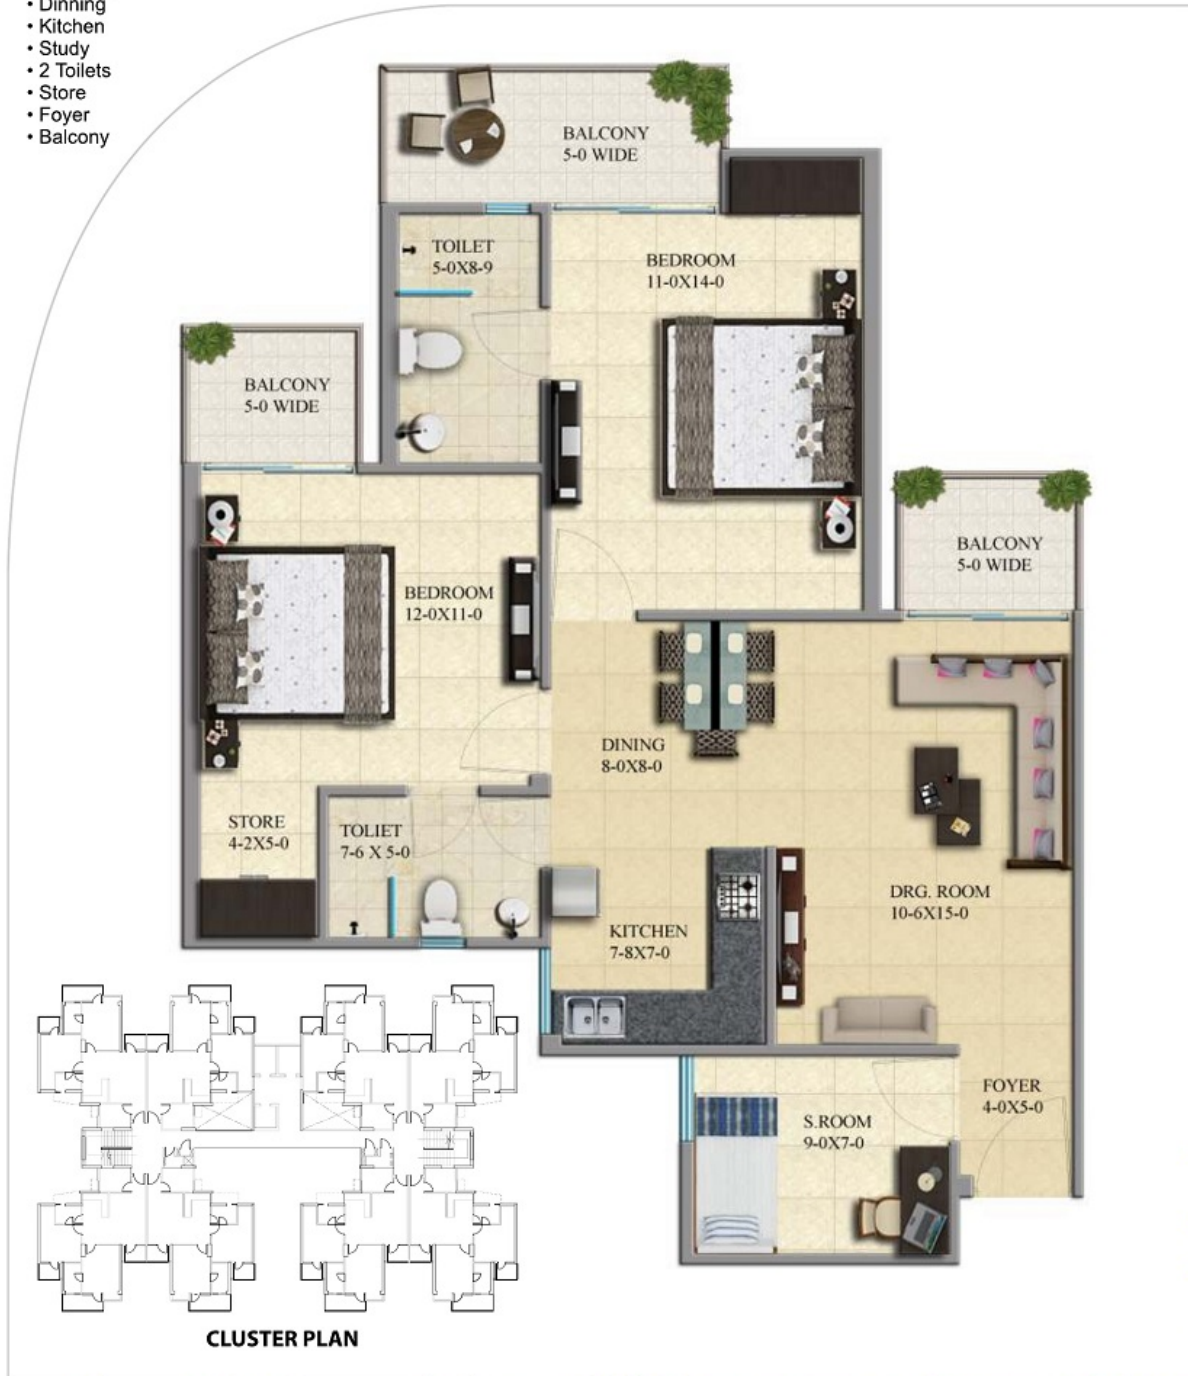 • Dinning
• Kitchen
• Study
• 2 Toilets
• Store
• Foyer
• Balcony
BALCONY
5-0 WIDE
TOILET
5-0X8-9
BEDROOM
11-0X14-0
BALCONY
5-0 WIDE
BALCONY
5-0 WIDE
BEDROOM
12-0X11-0
DINING
8-0X8-0
STORE
4-2X5-0
TOLIET
7-6 X 5-0
DRG. ROOM
10-6X15-0
KITCHEN
7-8X7-0
FOYER
4-0X5-0
S.ROOM
9-0X7-0
CLUSTER PLAN